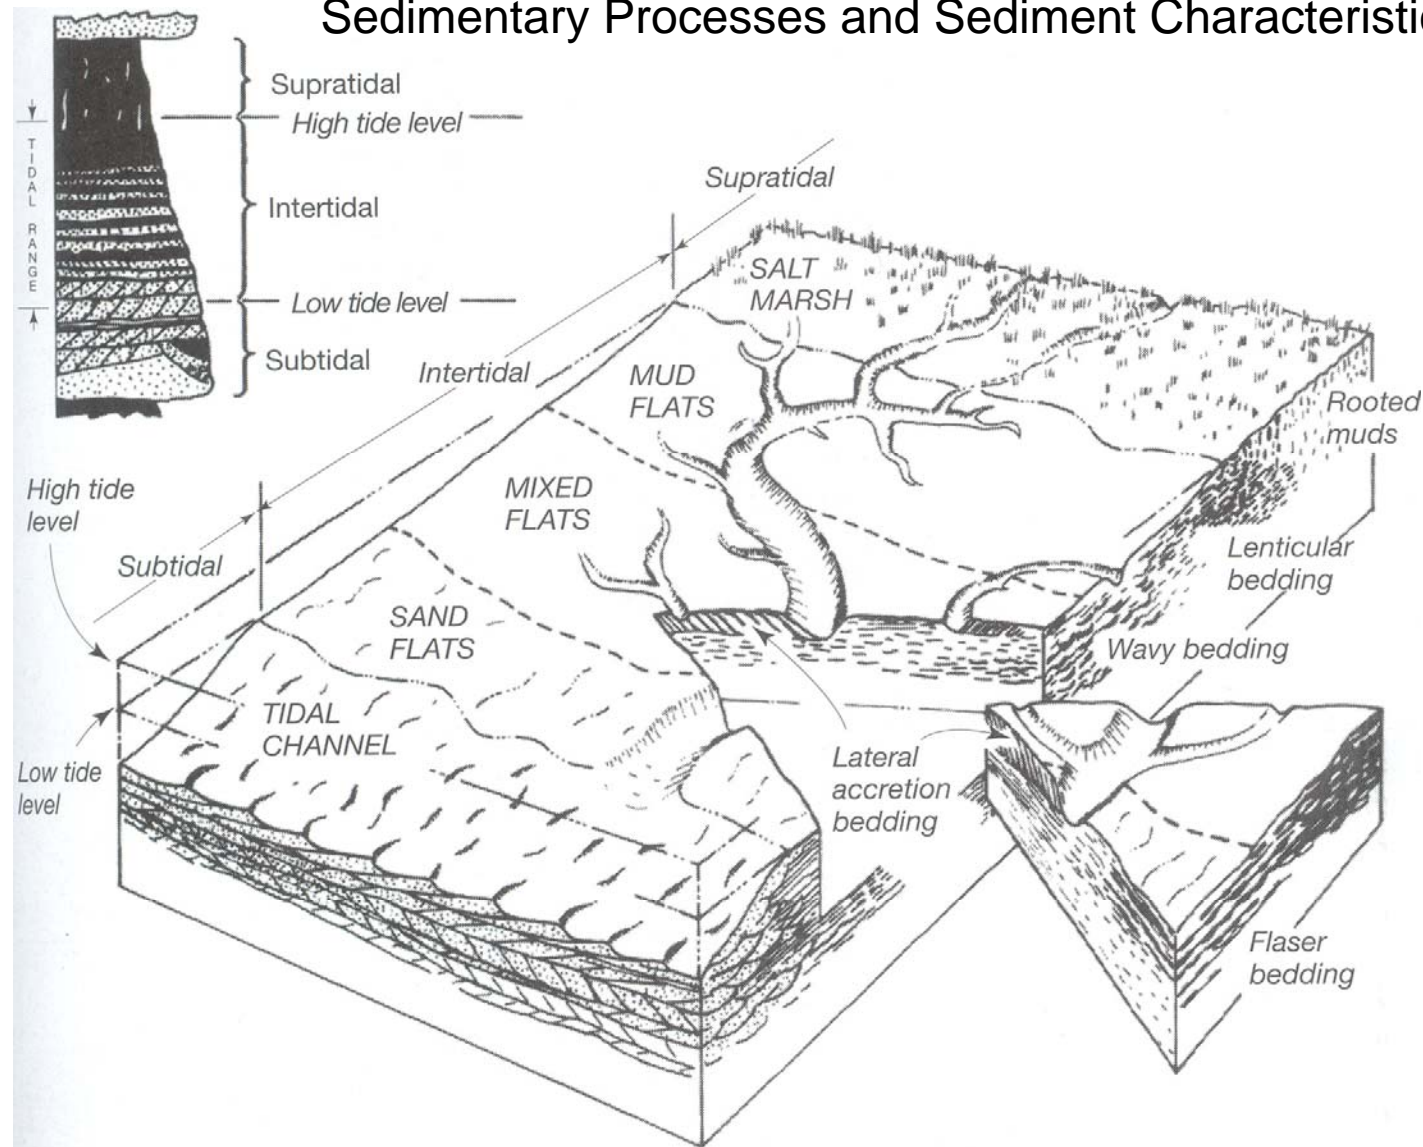 Sedimentary Processes and Sediment Characteristi
Supratidal
High tide level
TIDAL RANGE
Intertidal
Low tide level
Subtidal
Supratidal
Intertidal
Subtidal
High tide
level
Low tide
level
SALT
MARSH
MUD
FLATS
MIXED
FLATS
SAND
FLATS
TIDAL
CHANNEL
Rooted
muds
Lenticular
bedding
Wavy bedding
Lateral
accretion
bedding
Flaser
bedding